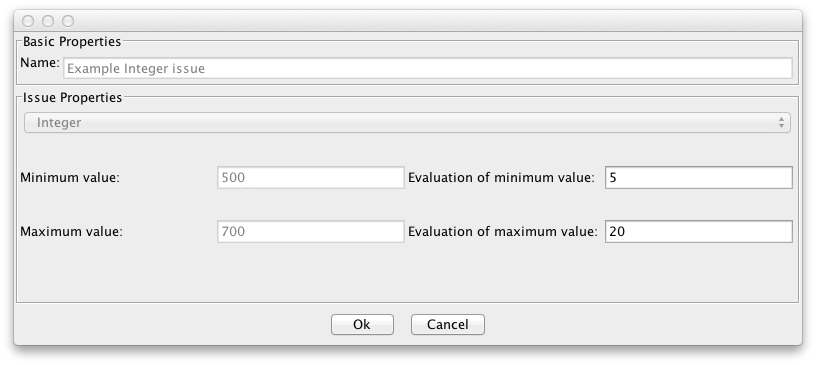 Basic Properties
Name: Example Integer issue
Issue Properties
Integer
Minimum value: 500 Evaluation of minimum value: 5
Maximum value: 700 Evaluation of maximum value: 20
Ok Cancel